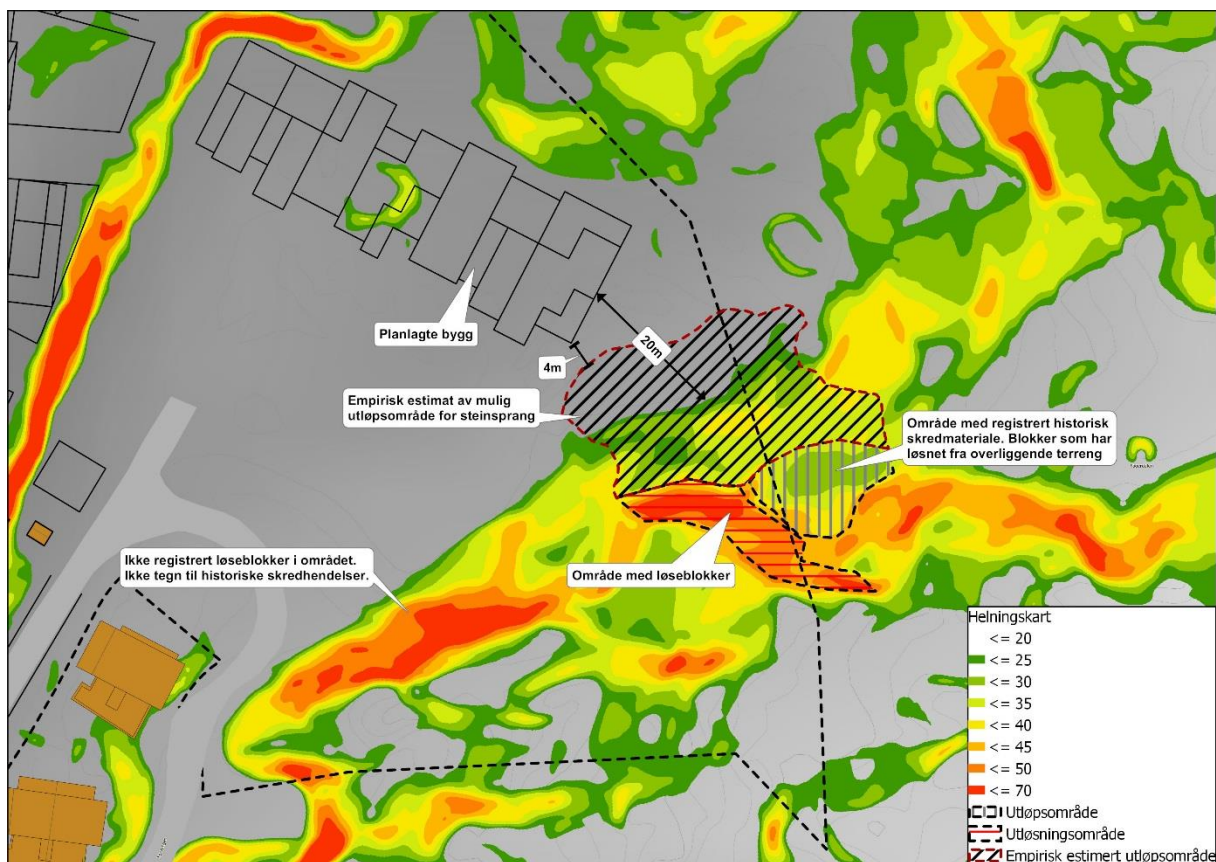 Planlagte bygg
4m
20m
Empirisk estimat av mulig
utløpsområde for steinsprang
Område med registrert historisk
skredmateriale. Blokker som har
løsnet fra overliggende terreng
Ikke registrert løseblokker i området.
Ikke tegn til historiske skredhendelser.
Område med løseblokker
Helningskart
<= 20
<= 25
<= 30
<= 35
<= 40
<= 45
<= 50
<= 70
Utløpsområde
Utløsningsområde
Empirisk estimert utløpsområde